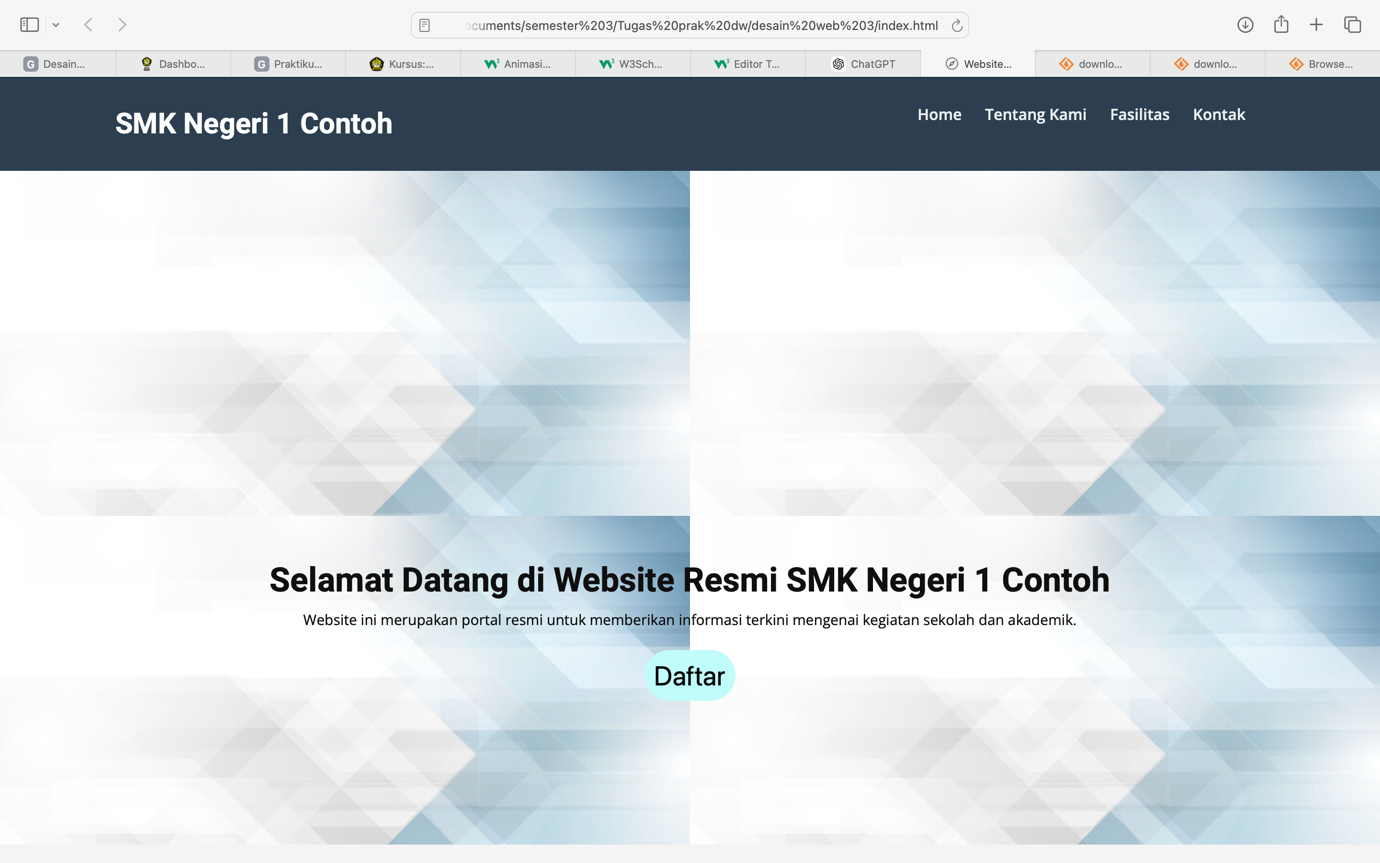 ocuments/semester%203/Tugas%20prak%20dw/desain%20web%203/index.html
Desain... Dashbo... Praktiku... Kursus:... Animasi... W3Sch... Editor T... ChatGPT Website... downlo... downlo... Browse...
SMK Negeri 1 Contoh
Home Tentang Kami Fasilitas Kontak
Selamat Datang di Website Resmi SMK Negeri 1 Contoh
Website ini merupakan portal resmi untuk memberikan informasi terkini mengenai kegiatan sekolah dan akademik.
Daftar